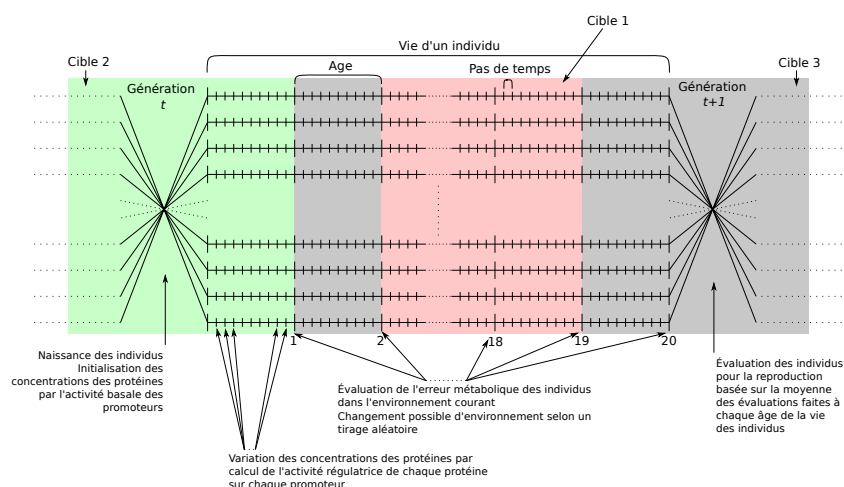 Cible 1
Vie d'un individu
Cible 2
Age
Pas de temps
Cible 3
Génération
t
Génération
t+1
1
2
18
19
20
Naissance des individus
Initialisation des
concentrations des protéines
par l'activité basale des
promoteurs
Évaluation de l'erreur métabolique des individus
dans l'environnement courant
Changement possible d'environnement selon un
tirage aléatoire
Évaluation des individus
pour la reproduction
basée sur la moyenne
des évaluations faites à
chaque âge de la vie
des individus
Variation des concentrations des protéines par
calcul de l'activité régulatrice de chaque protéine
sur chaque promoteur